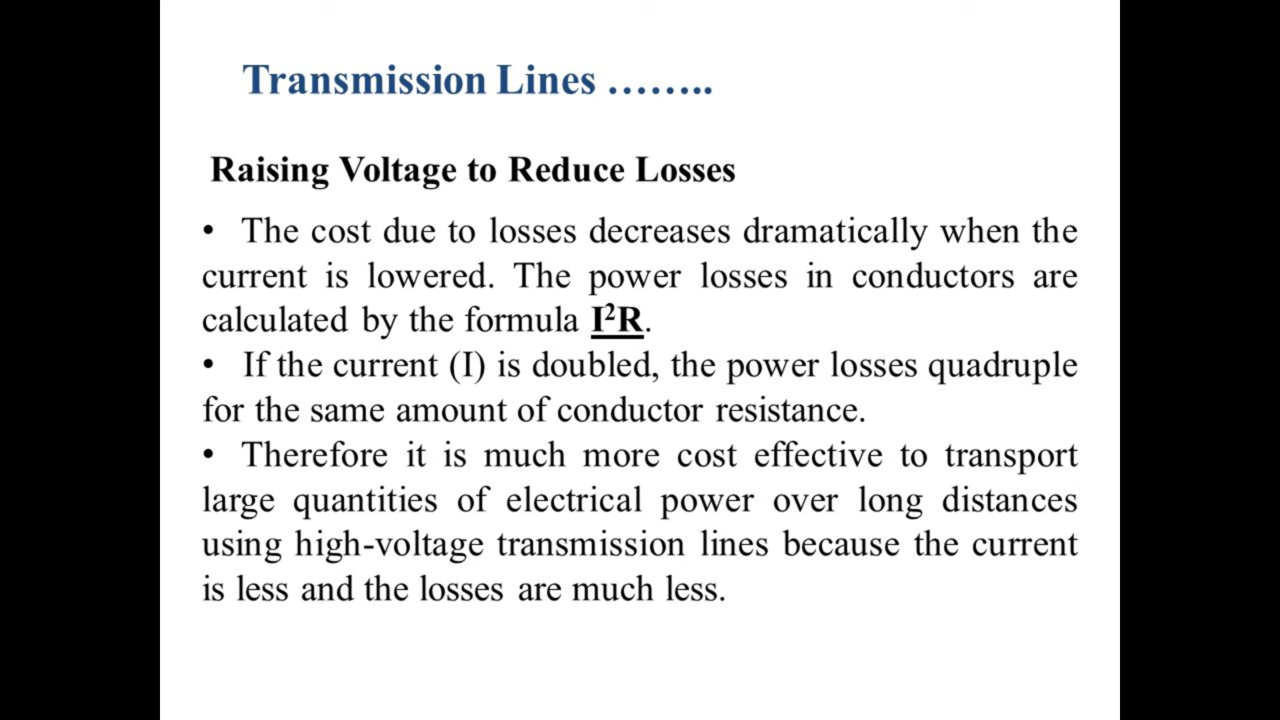 Transmission Lines ……..
Raising Voltage to Reduce Losses
• The cost due to losses decreases dramatically when the
current is lowered. The power losses in conductors are
calculated by the formula I²R.
• If the current (I) is doubled, the power losses quadruple
for the same amount of conductor resistance.
• Therefore it is much more cost effective to transport
large quantities of electrical power over long distances
using high-voltage transmission lines because the current
is less and the losses are much less.